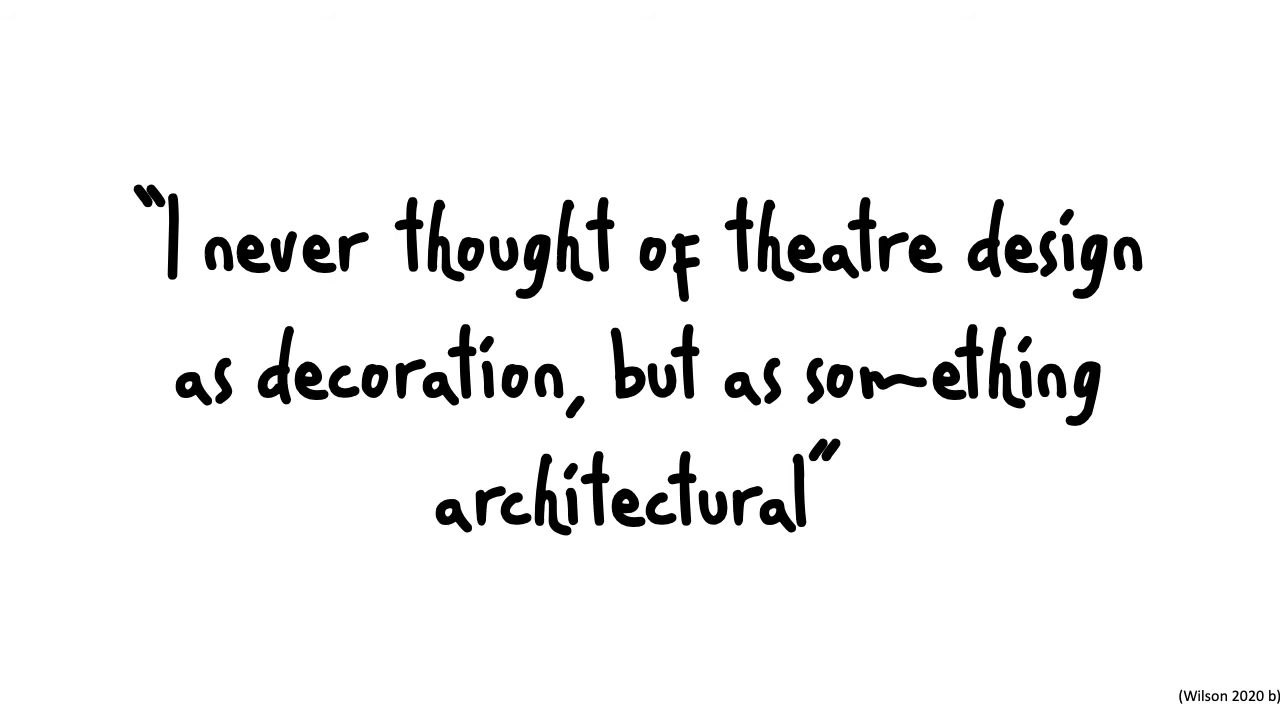 “I never thought of theatre design
as decoration, but as something
architectural”
(Wilson 2020 b)